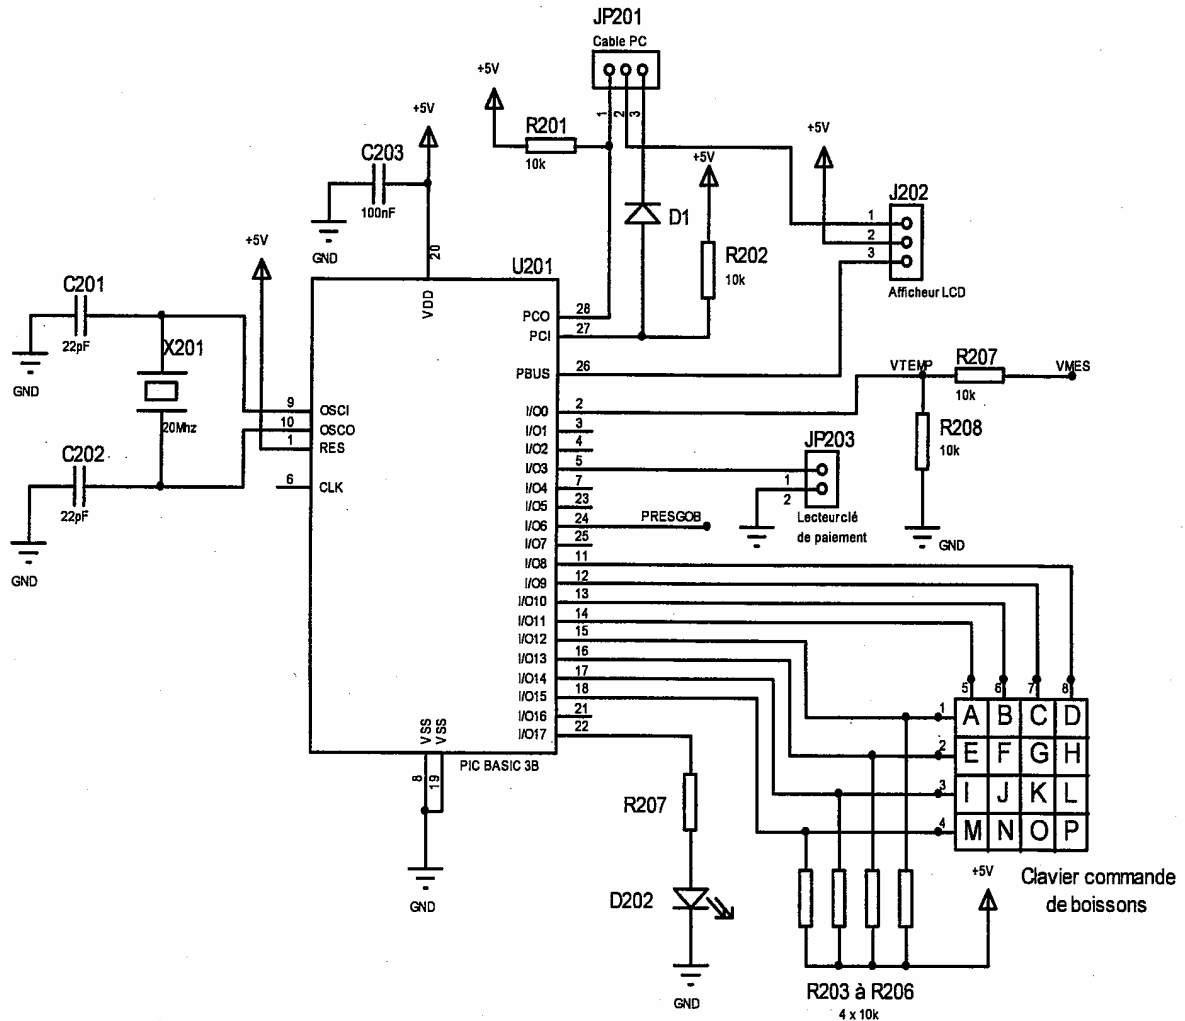 JP201
Cable PC
+5V
1
2
3
R201
10k
+5V
C203
100nF
GND
20
+5V
R202
10k
D1
+5V
J202
1
2
3
Afficheur LCD
+5V
C201
22pF
GND
X201
20Mhz
C202
22pF
GND
U201
VDD
9 OSCI
10 OSCO
1 RES
6 CLK
PCO 28
PCI 27
PBUS 26
I/O0 2
I/O1 3
I/O2 4
I/O3 5
I/O4 7
I/O5 23
I/O6 24
I/O7 25
I/O8 11
I/O9 12
I/O10 13
I/O11 14
I/O12 15
I/O13 16
I/O14 17
I/O15 18
I/O16 21
I/O17 22
VSS
VSS
8
19
PIC BASIC 3B
GND
VTEMP
R207
10k
VMES
R208
10k
GND
JP203
1
2
Lecteurclé
de paiement
PRESGOB
5 6 7 8
1 A B C D
2 E F G H
3 I J K L
4 M N O P
Clavier commande
de boissons
+5V
R203 à R206
4 x 10k
R207
D202
GND